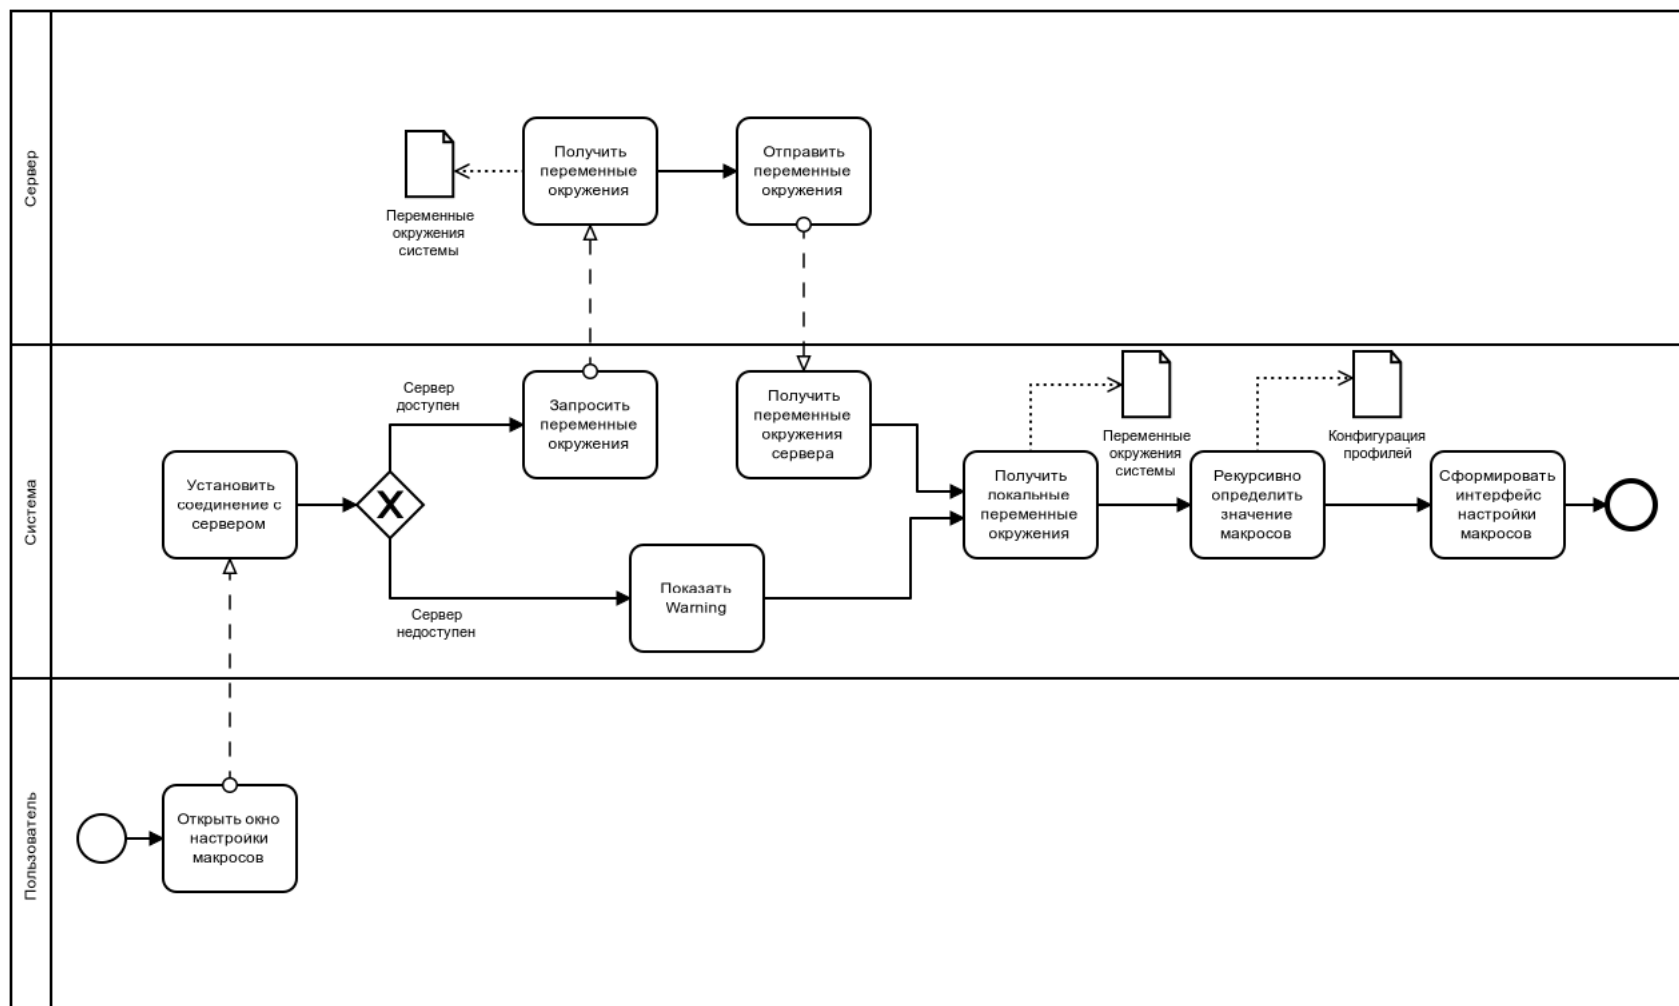 Сервер
Получить
переменные
окружения
Отправить
переменные
окружения
Переменные
окружения
системы
Система
Сервер
доступен
Запросить
переменные
окружения
Получить
переменные
окружения
сервера
Переменные
окружения
системы
Конфигурация
профилей
Установить
соединение с
сервером
Получить
локальные
переменные
окружения
Рекурсивно
определить
значение
макросов
Сформировать
интерфейс
настройки
макросов
Показать
Warning
Сервер
недоступен
Пользователь
Открыть окно
настройки
макросов